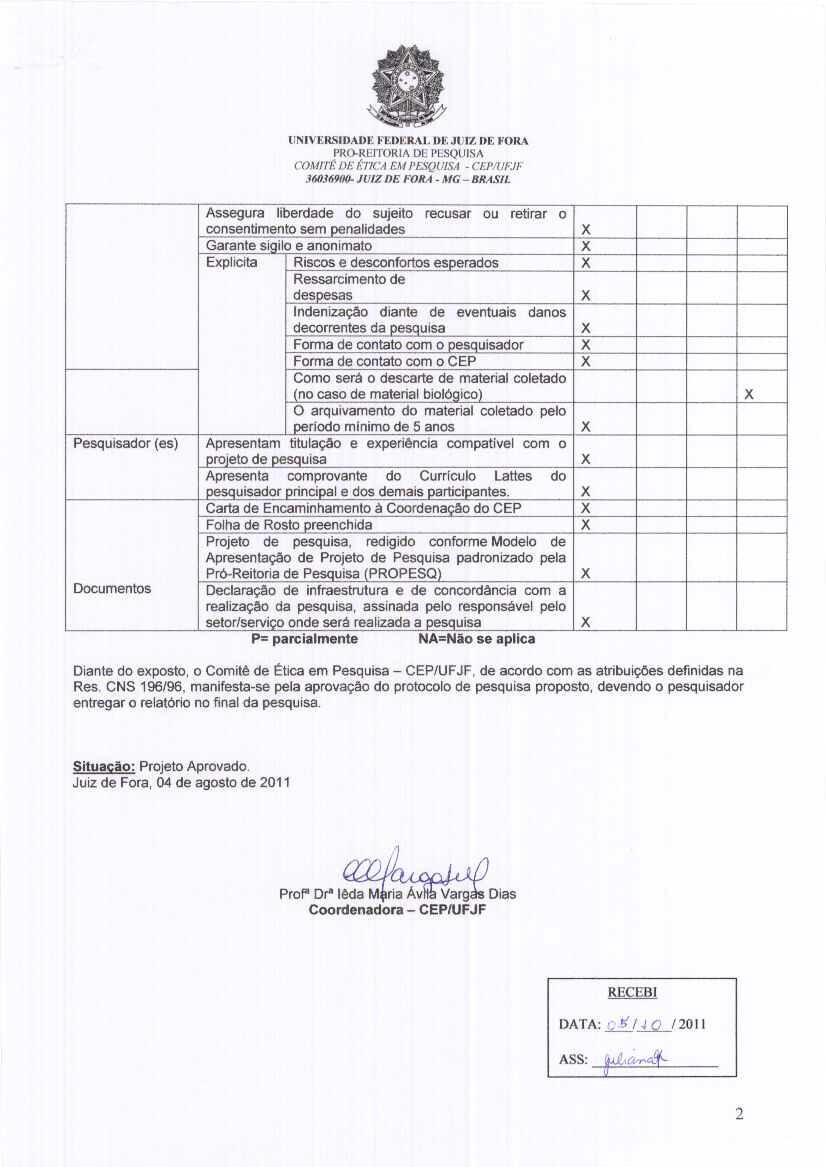 UNIVERSIDADE FEDERAL DE JUIZ DE FORA
PRO-REITORIA DE PESQUISA
COMITÊ DE ÉTICA EM PESQUISA - CEP/UFJF
36036900- JUIZ DE FORA - MG – BRASIL
Assegura liberdade do sujeito recusar ou retirar o
consentimento sem penalidades X
Garante sigilo e anonimato X
Explicita Riscos e desconfortos esperados X
Ressarcimento de
despesas X
Indenização diante de eventuais danos
decorrentes da pesquisa X
Forma de contato com o pesquisador X
Forma de contato com o CEP X
Como será o descarte de material coletado
(no caso de material biológico) X
O arquivamento do material coletado pelo
período mínimo de 5 anos X
Pesquisador (es) Apresentam titulação e experiência compatível com o
projeto de pesquisa X
Apresenta comprovante do Currículo Lattes do
pesquisador principal e dos demais participantes. X
Carta de Encaminhamento à Coordenação do CEP X
Folha de Rosto preenchida X
Projeto de pesquisa, redigido conforme Modelo de
Apresentação de Projeto de Pesquisa padronizado pela
Pró-Reitoria de Pesquisa (PROPESQ) X
Documentos Declaração de infraestrutura e de concordância com a
realização da pesquisa, assinada pelo responsável pelo
setor/serviço onde será realizada a pesquisa X
P= parcialmente NA=Não se aplica
Diante do exposto, o Comitê de Ética em Pesquisa – CEP/UFJF, de acordo com as atribuições definidas na
Res. CNS 196/96, manifesta-se pela aprovação do protocolo de pesquisa proposto, devendo o pesquisador
entregar o relatório no final da pesquisa.
Situação: Projeto Aprovado.
Juiz de Fora, 04 de agosto de 2011
Profª Drª Iêda Maria Ávila Vargas Dias
Coordenadora – CEP/UFJF
RECEBI
DATA: 05/10/2011
ASS:
2